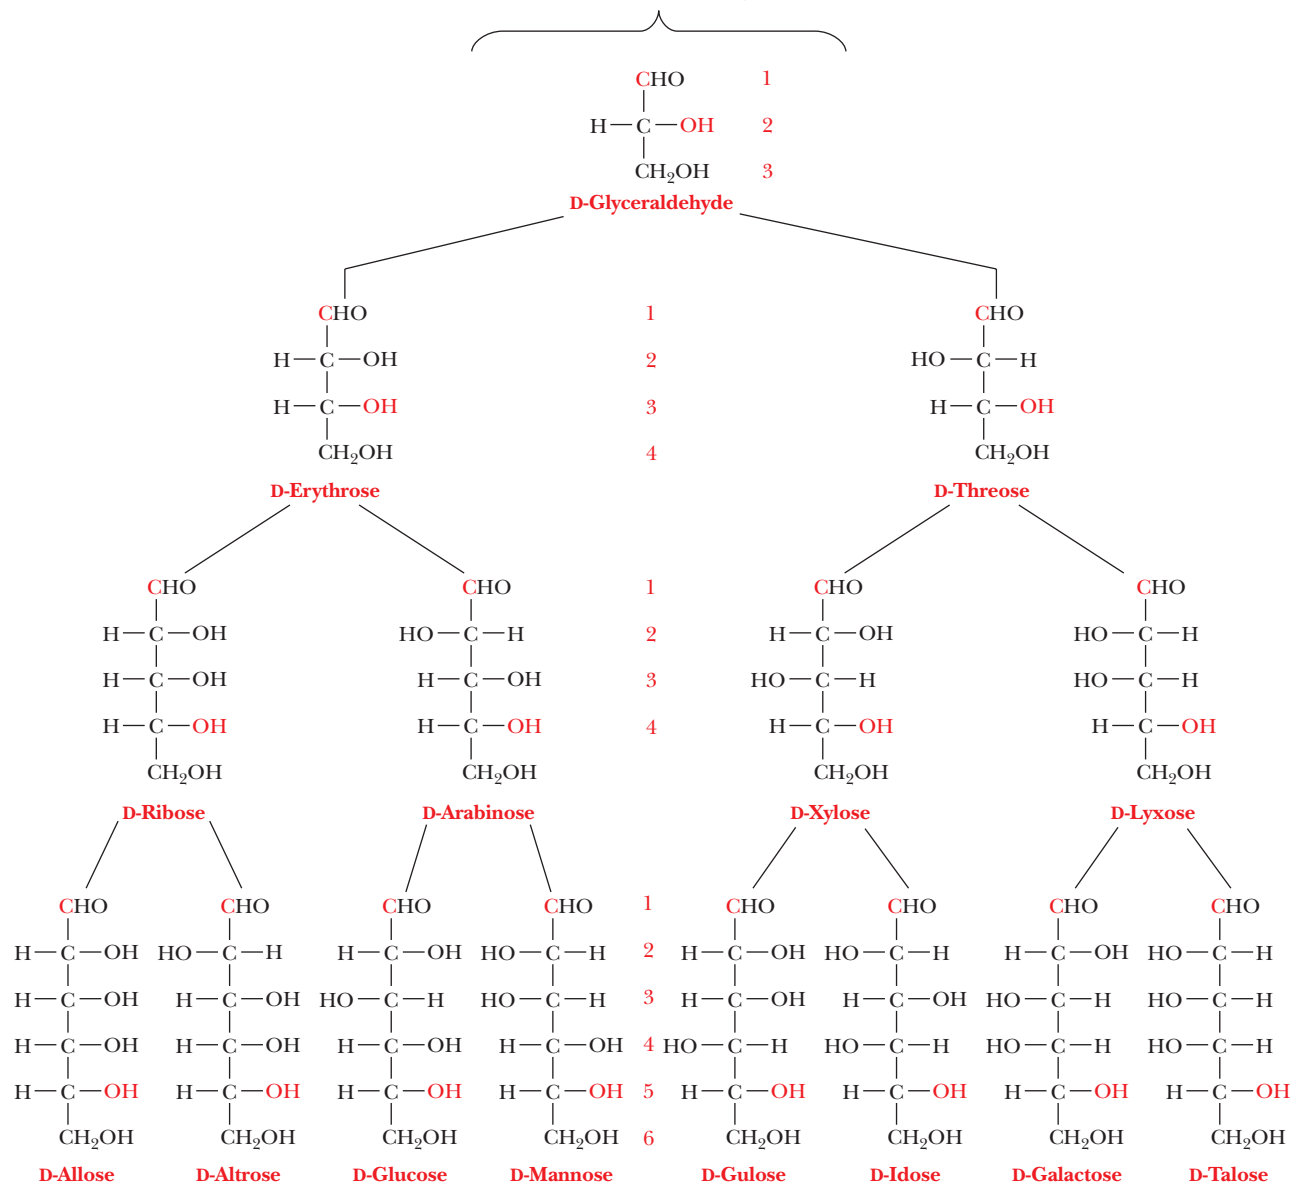 CHO 1
H C OH 2
CH2OH 3
D-Glyceraldehyde
CHO 1 CHO
H C OH 2 HO C H
H C OH 3 H C OH
CH2OH 4 CH2OH
D-Erythrose D-Threose
CHO CHO 1 CHO CHO
H C OH HO C H 2 H C OH HO C H
H C OH H C OH 3 HO C H HO C H
H C OH H C OH 4 H C OH H C OH
CH2OH CH2OH CH2OH CH2OH
D-Ribose D-Arabinose D-Xylose D-Lyxose
CHO CHO CHO CHO 1 CHO CHO CHO CHO
H C OH HO C H H C OH HO C H 2 H C OH HO C H H C OH HO C H
H C OH H C OH HO C H HO C H 3 H C OH H C OH HO C H HO C H
H C OH H C OH H C OH H C OH 4 HO C H HO C H HO C H HO C H
H C OH H C OH H C OH H C OH 5 H C OH H C OH H C OH H C OH
CH2OH CH2OH CH2OH CH2OH 6 CH2OH CH2OH CH2OH CH2OH
D-Allose D-Altrose D-Glucose D-Mannose D-Gulose D-Idose D-Galactose D-Talose